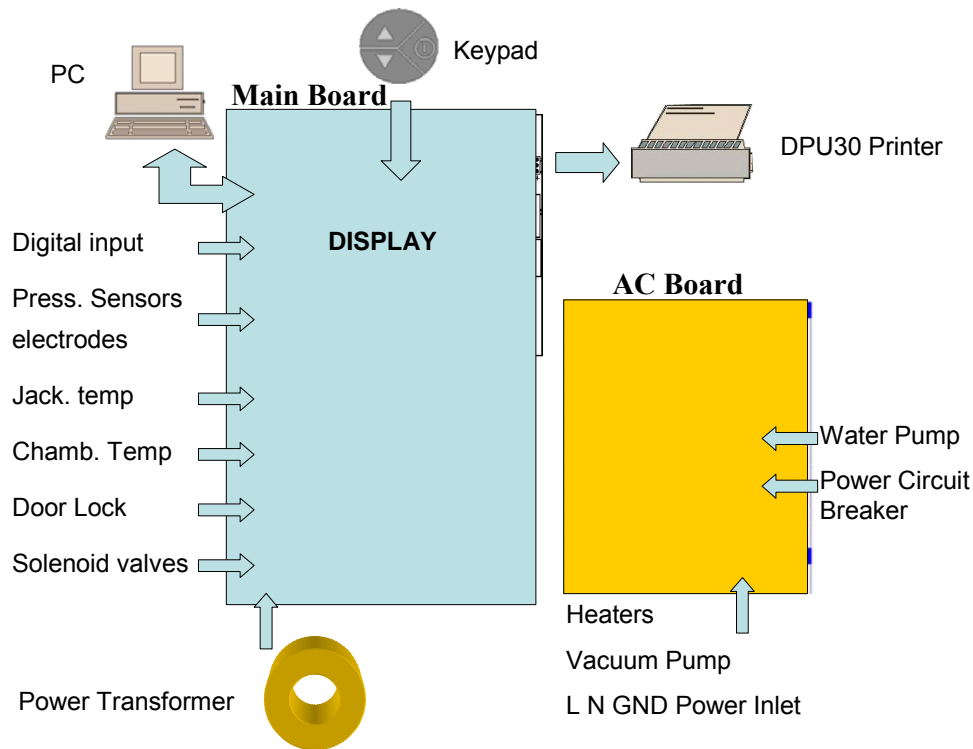 Keypad
PC
Main Board
DPU30 Printer
Digital input
DISPLAY
Press. Sensors
electrodes
AC Board
Jack. temp
Chamb. Temp
Water Pump
Power Circuit
Breaker
Door Lock
Solenoid valves
Heaters
Vacuum Pump
Power Transformer
L N GND Power Inlet